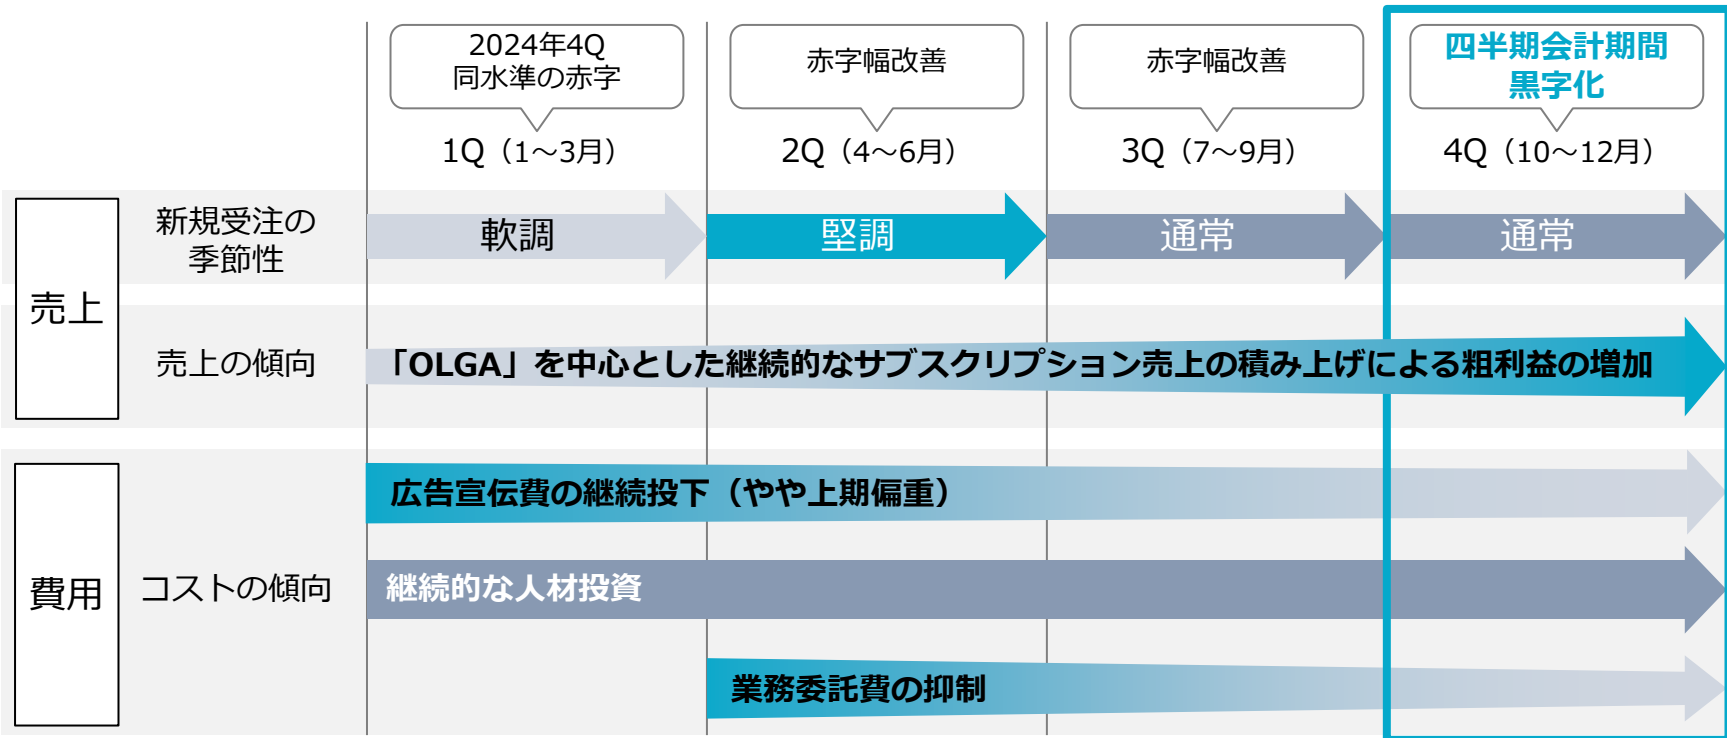 2024年4Q
同水準の赤字
赤字幅改善
赤字幅改善
四半期会計期間
黒字化
1Q（1～3月）
2Q（4～6月）
3Q（7～9月）
4Q（10～12月）
売上
新規受注の
季節性
軟調
堅調
通常
通常
売上の傾向
「OLGA」を中心とした継続的なサブスクリプション売上の積み上げによる粗利益の増加
費用
コストの傾向
広告宣伝費の継続投下（やや上期偏重）
継続的な人材投資
業務委託費の抑制